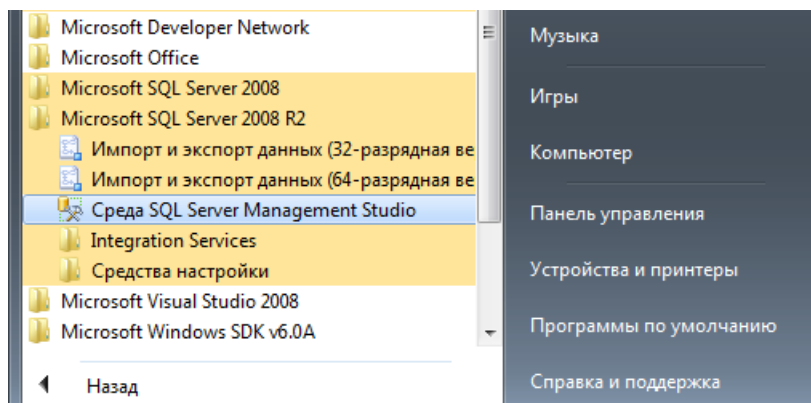 Microsoft Developer Network
Microsoft Office
Microsoft SQL Server 2008
Microsoft SQL Server 2008 R2
Импорт и экспорт данных (32-разрядная ве
Импорт и экспорт данных (64-разрядная ве
Среда SQL Server Management Studio
Integration Services
Средства настройки
Microsoft Visual Studio 2008
Microsoft Windows SDK v6.0A
Назад
Музыка
Игры
Компьютер
Панель управления
Устройства и принтеры
Программы по умолчанию
Справка и поддержка